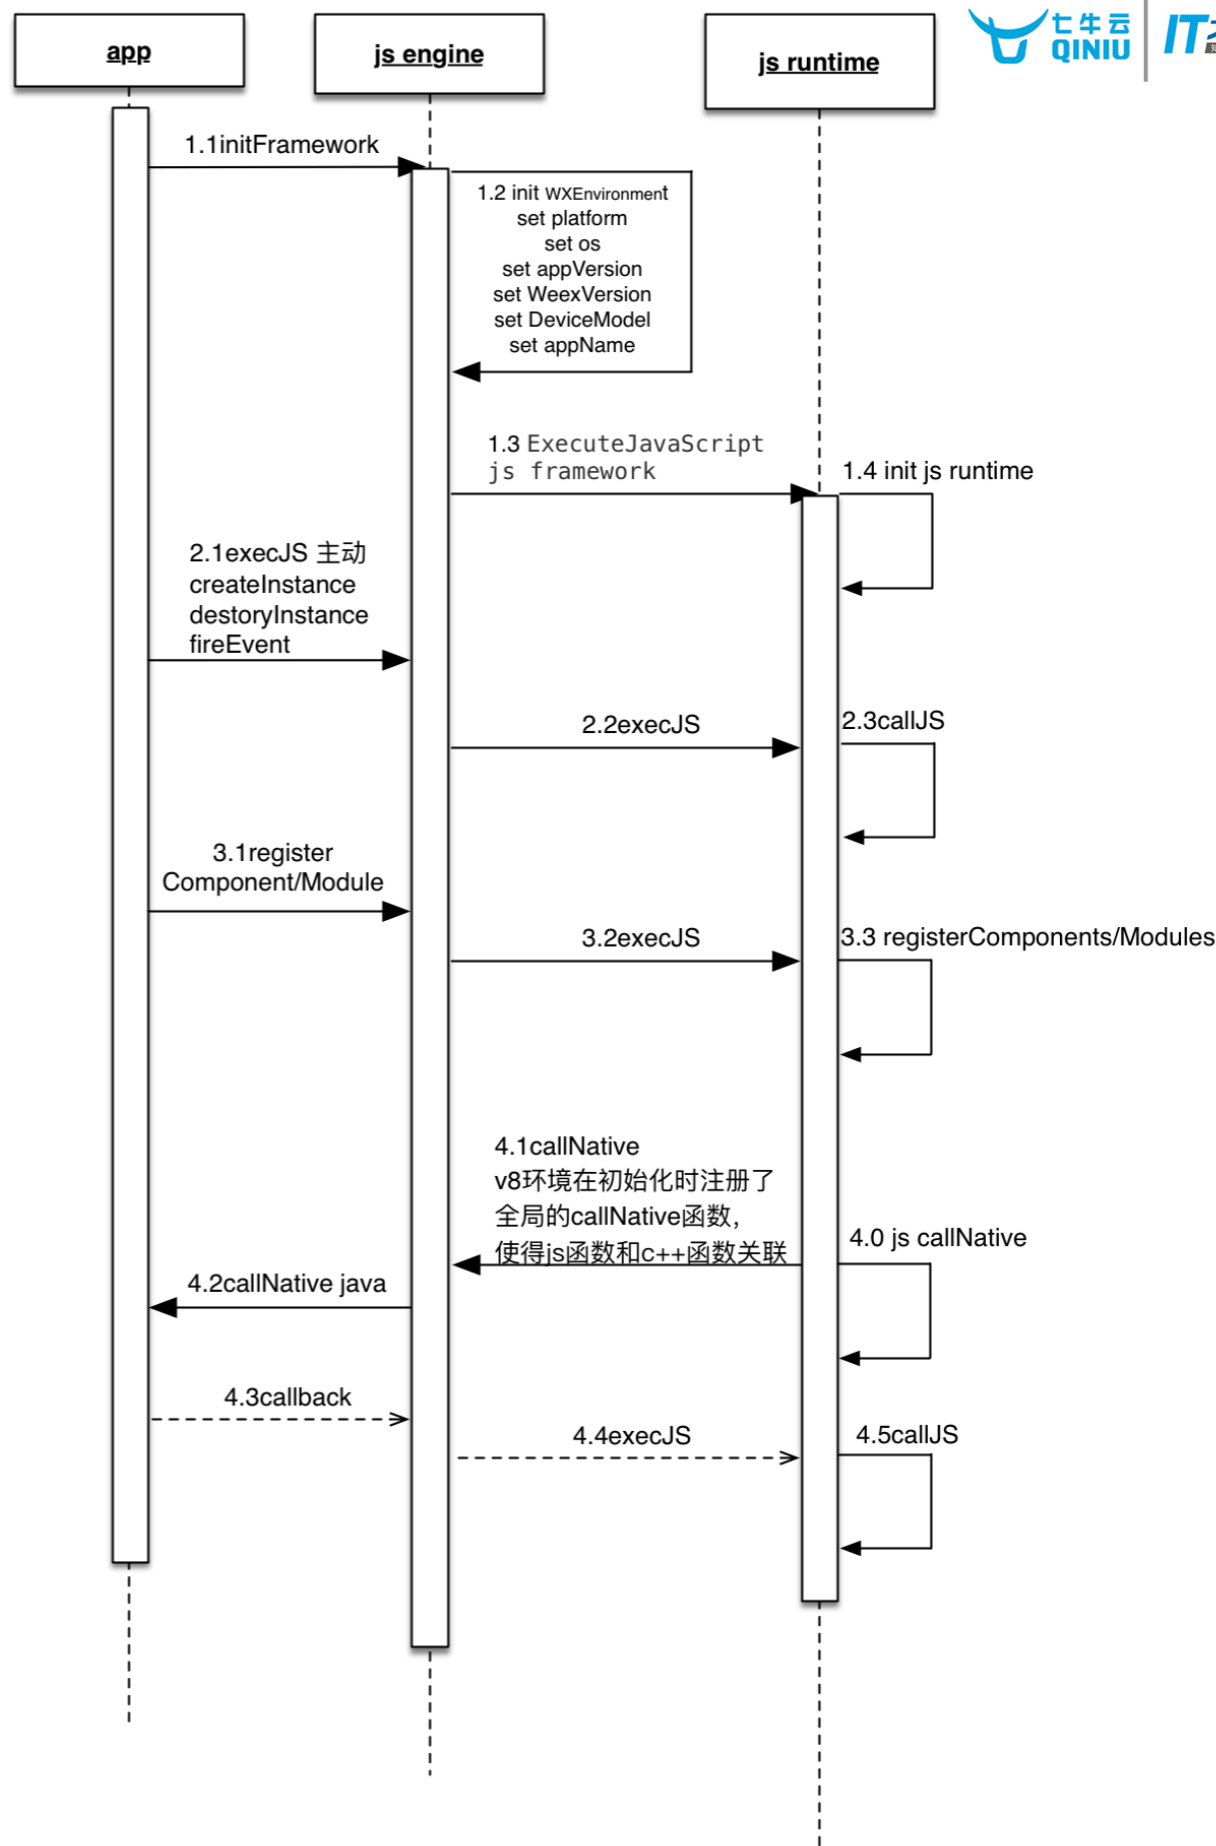 app
js engine
js runtime
七牛云
QINIU
IT
1.1initFramework
1.2 init WXEnvironment
set platform
set os
set appVersion
set WeexVersion
set DeviceModel
set appName
1.3 ExecuteJavaScript
js framework
1.4 init js runtime
2.1execJS 主动
createInstance
destoryInstance
fireEvent
2.2execJS
2.3callJS
3.1register
Component/Module
3.2execJS
3.3 registerComponents/Modules
4.1callNative
v8环境在初始化时注册了
全局的callNative函数，
使得js函数和c++函数关联
4.0 js callNative
4.2callNative java
4.3callback
4.4execJS
4.5callJS